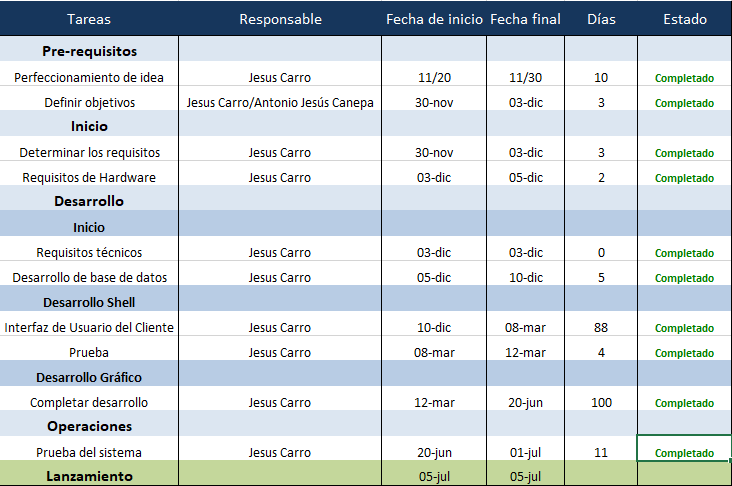 Tareas Responsable Fecha de inicio Fecha final Días Estado
Pre-requisitos
Perfeccionamiento de idea Jesus Carro 11/20 11/30 10 Completado
Definir objetivos Jesus Carro/Antonio Jesús Canepa 30-nov 03-dic 3 Completado
Inicio
Determinar los requisitos Jesus Carro 30-nov 03-dic 3 Completado
Requisitos de Hardware Jesus Carro 03-dic 05-dic 2 Completado
Desarrollo
Inicio
Requisitos técnicos Jesus Carro 03-dic 03-dic 0 Completado
Desarrollo de base de datos Jesus Carro 05-dic 10-dic 5 Completado
Desarrollo Shell
Interfaz de Usuario del Cliente Jesus Carro 10-dic 08-mar 88 Completado
Prueba Jesus Carro 08-mar 12-mar 4 Completado
Desarrollo Gráfico
Completar desarrollo Jesus Carro 12-mar 20-jun 100 Completado
Operaciones
Prueba del sistema Jesus Carro 20-jun 01-jul 11 Completado
Lanzamiento 05-jul 05-jul